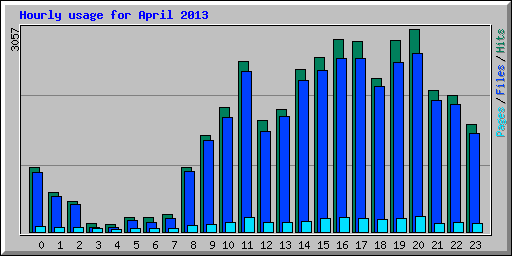 Hourly usage for April 2013
3057
Pages/Files/Hits
0 1 2 3 4 5 6 7 8 9 10 11 12 13 14 15 16 17 18 19 20 21 22 23